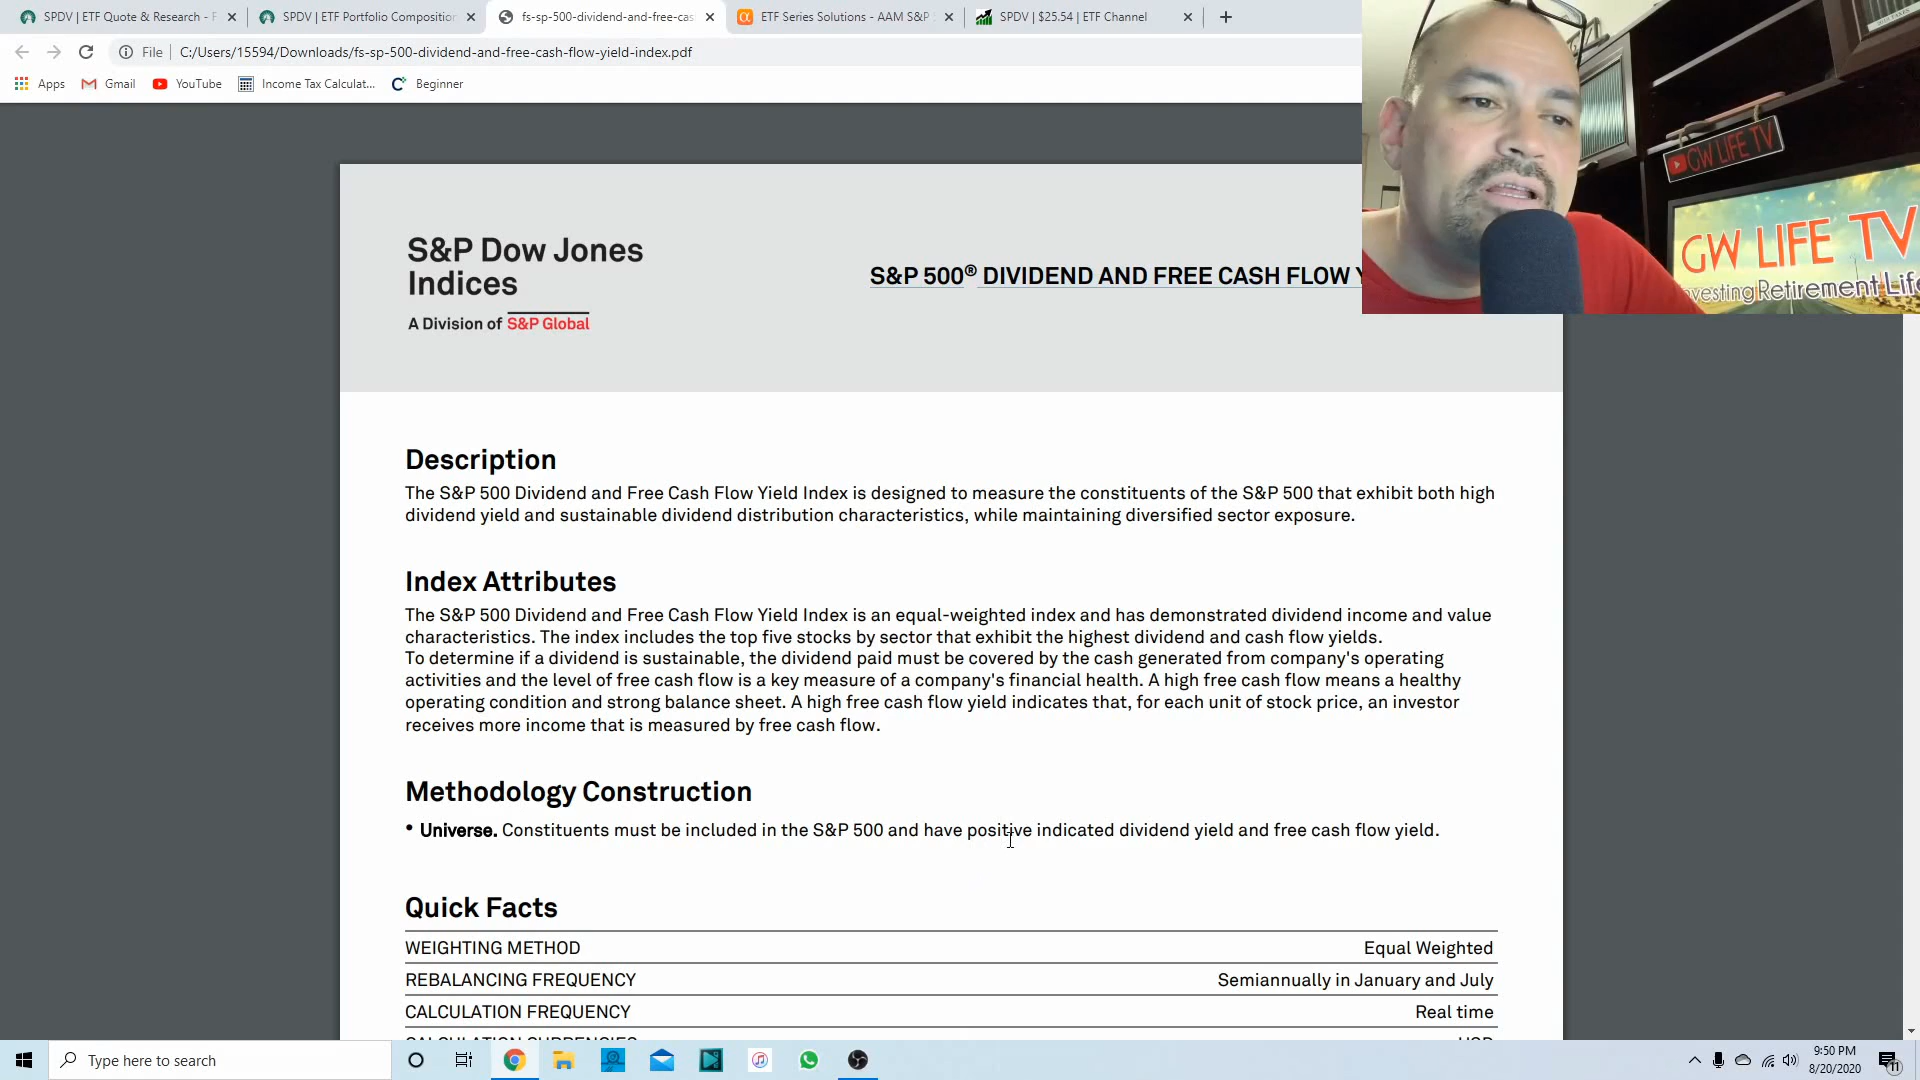 SPDV | ETF Quote & Research - F
SPDV | ETF Portfolio Composition
fs-sp-500-dividend-and-free-cas
ETF Series Solutions - AAM S&P
SPDV | $25.54 | ETF Channel
File
C:/Users/15594/Downloads/fs-sp-500-dividend-and-free-cash-flow-yield-index.pdf
Apps
Gmail
YouTube
Income Tax Calculat...
Beginner
GW LIFE TV
GW LIFE TV
nvesting Retirement Life
S&P Dow Jones
Indices
A Division of S&P Global
S&P 500® DIVIDEND AND FREE CASH FLOW Y
Description
The S&P 500 Dividend and Free Cash Flow Yield Index is designed to measure the constituents of the S&P 500 that exhibit both high
dividend yield and sustainable dividend distribution characteristics, while maintaining diversified sector exposure.
Index Attributes
The S&P 500 Dividend and Free Cash Flow Yield Index is an equal-weighted index and has demonstrated dividend income and value
characteristics. The index includes the top five stocks by sector that exhibit the highest dividend and cash flow yields.
To determine if a dividend is sustainable, the dividend paid must be covered by the cash generated from company's operating
activities and the level of free cash flow is a key measure of a company's financial health. A high free cash flow means a healthy
operating condition and strong balance sheet. A high free cash flow yield indicates that, for each unit of stock price, an investor
receives more income that is measured by free cash flow.
Methodology Construction
• Universe. Constituents must be included in the S&P 500 and have positive indicated dividend yield and free cash flow yield.
Quick Facts
WEIGHTING METHOD Equal Weighted
REBALANCING FREQUENCY Semiannually in January and July
CALCULATION FREQUENCY Real time
CALCULATION CURRENCIES USD
Type here to search
9:50 PM
8/20/2020
11